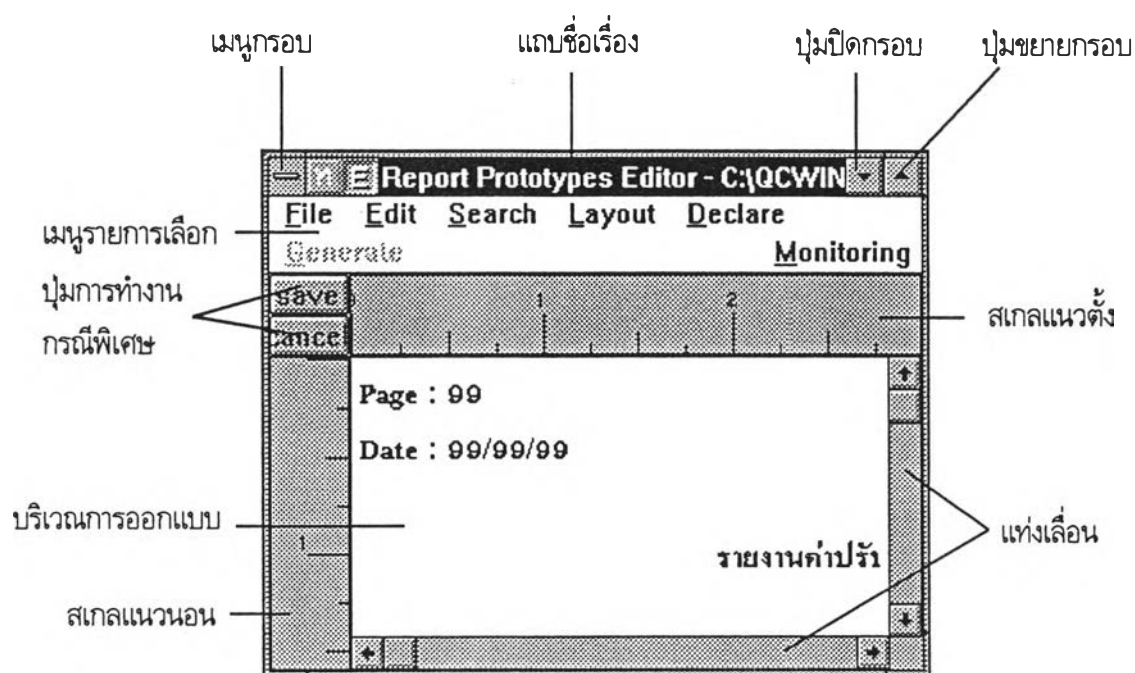 เมนูกรอบ แถบชื่อเรื่อง ปุ่มปิดกรอบ ปุ่มขยายกรอบ
Report Prototypes Editor - C:\QCWIN
File Edit Search Layout Declare
เมนูรายการเลือก
Generate Monitoring
ปุ่มการทำงาน
กรณีพิเศษ
save
ancel
1 2
สเกลแนวตั้ง
Page : 99
Date : 99/99/99
บริเวณการออกแบบ
1
แท่งเลื่อน
รายงานค่าปรับ
สเกลแนวนอน